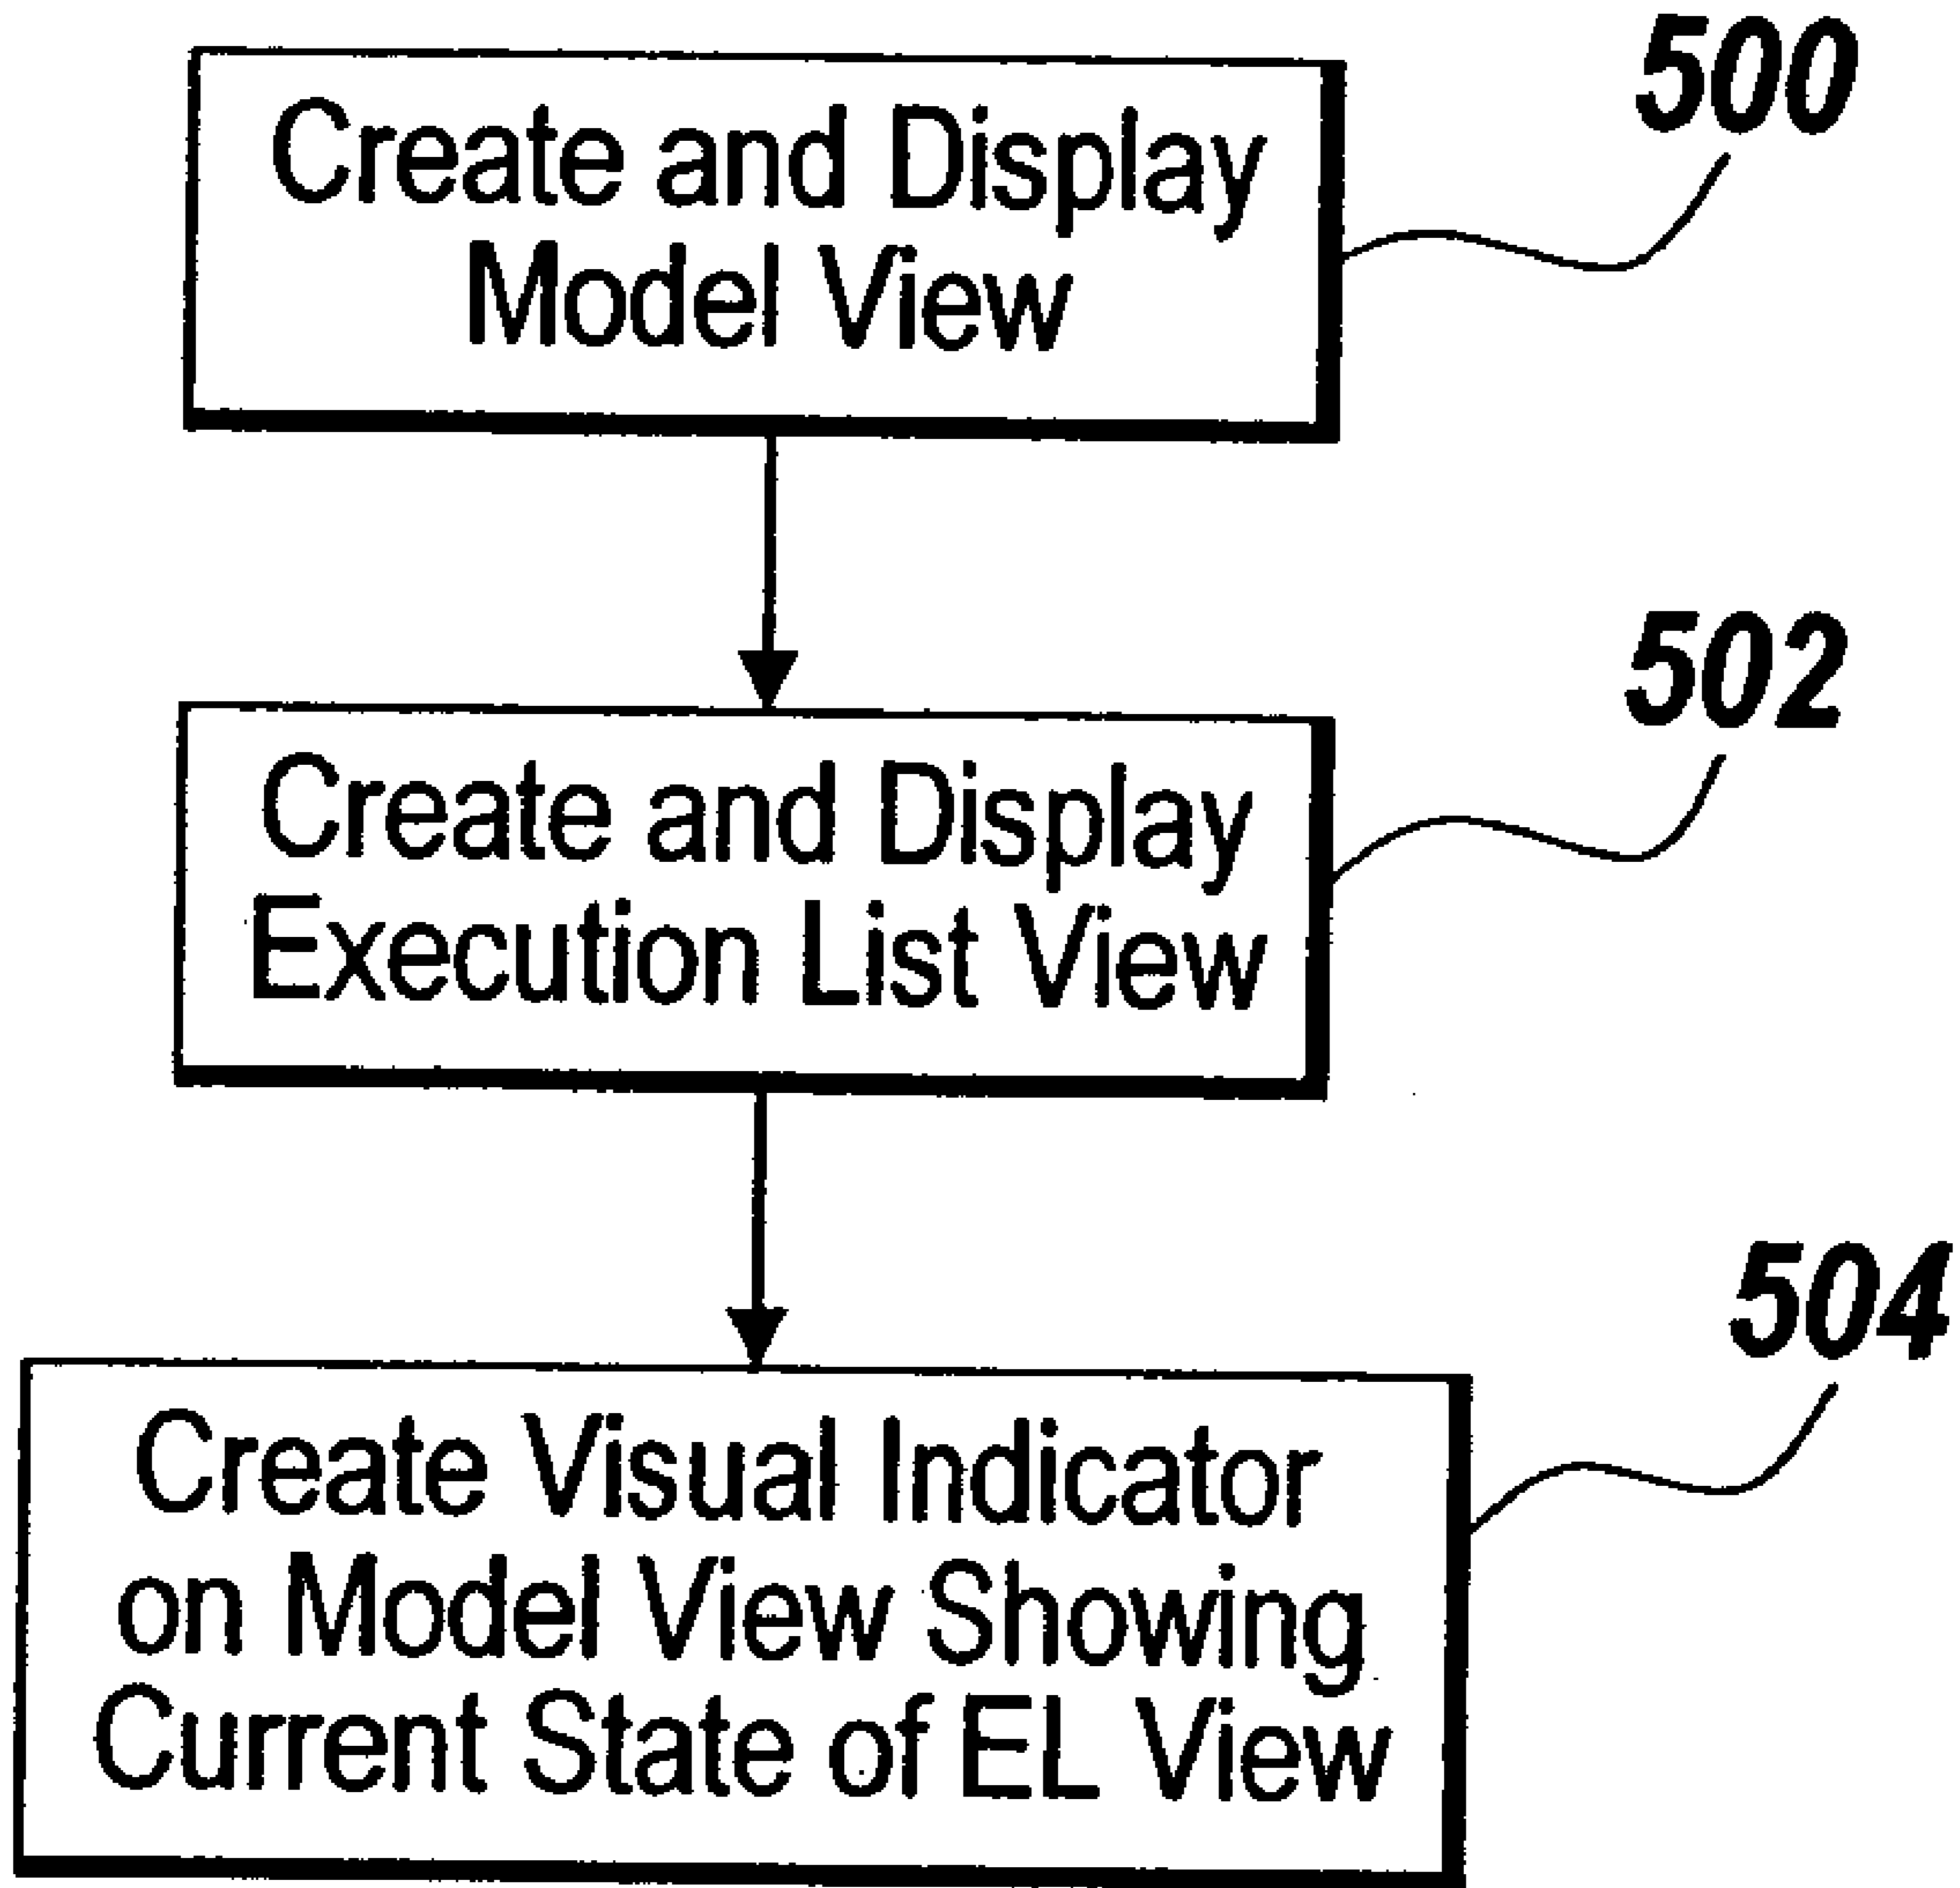 500
Create and Display
Model View
502
Create and Display
Execution List View
504
Create Visual Indicator
on Model View Showing
Current State of EL View